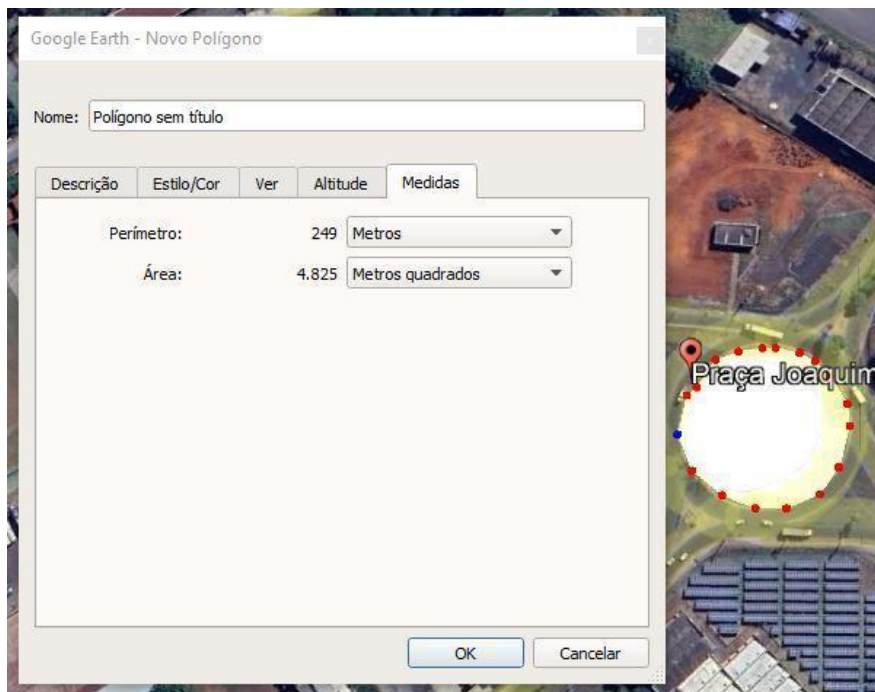 Google Earth - Novo Polígono
Nome: Polígono sem título
Descrição Estilo/Cor Ver Altitude Medidas
Perímetro: 249 Metros
Área: 4.825 Metros quadrados
Praça Joaquim
OK Cancelar